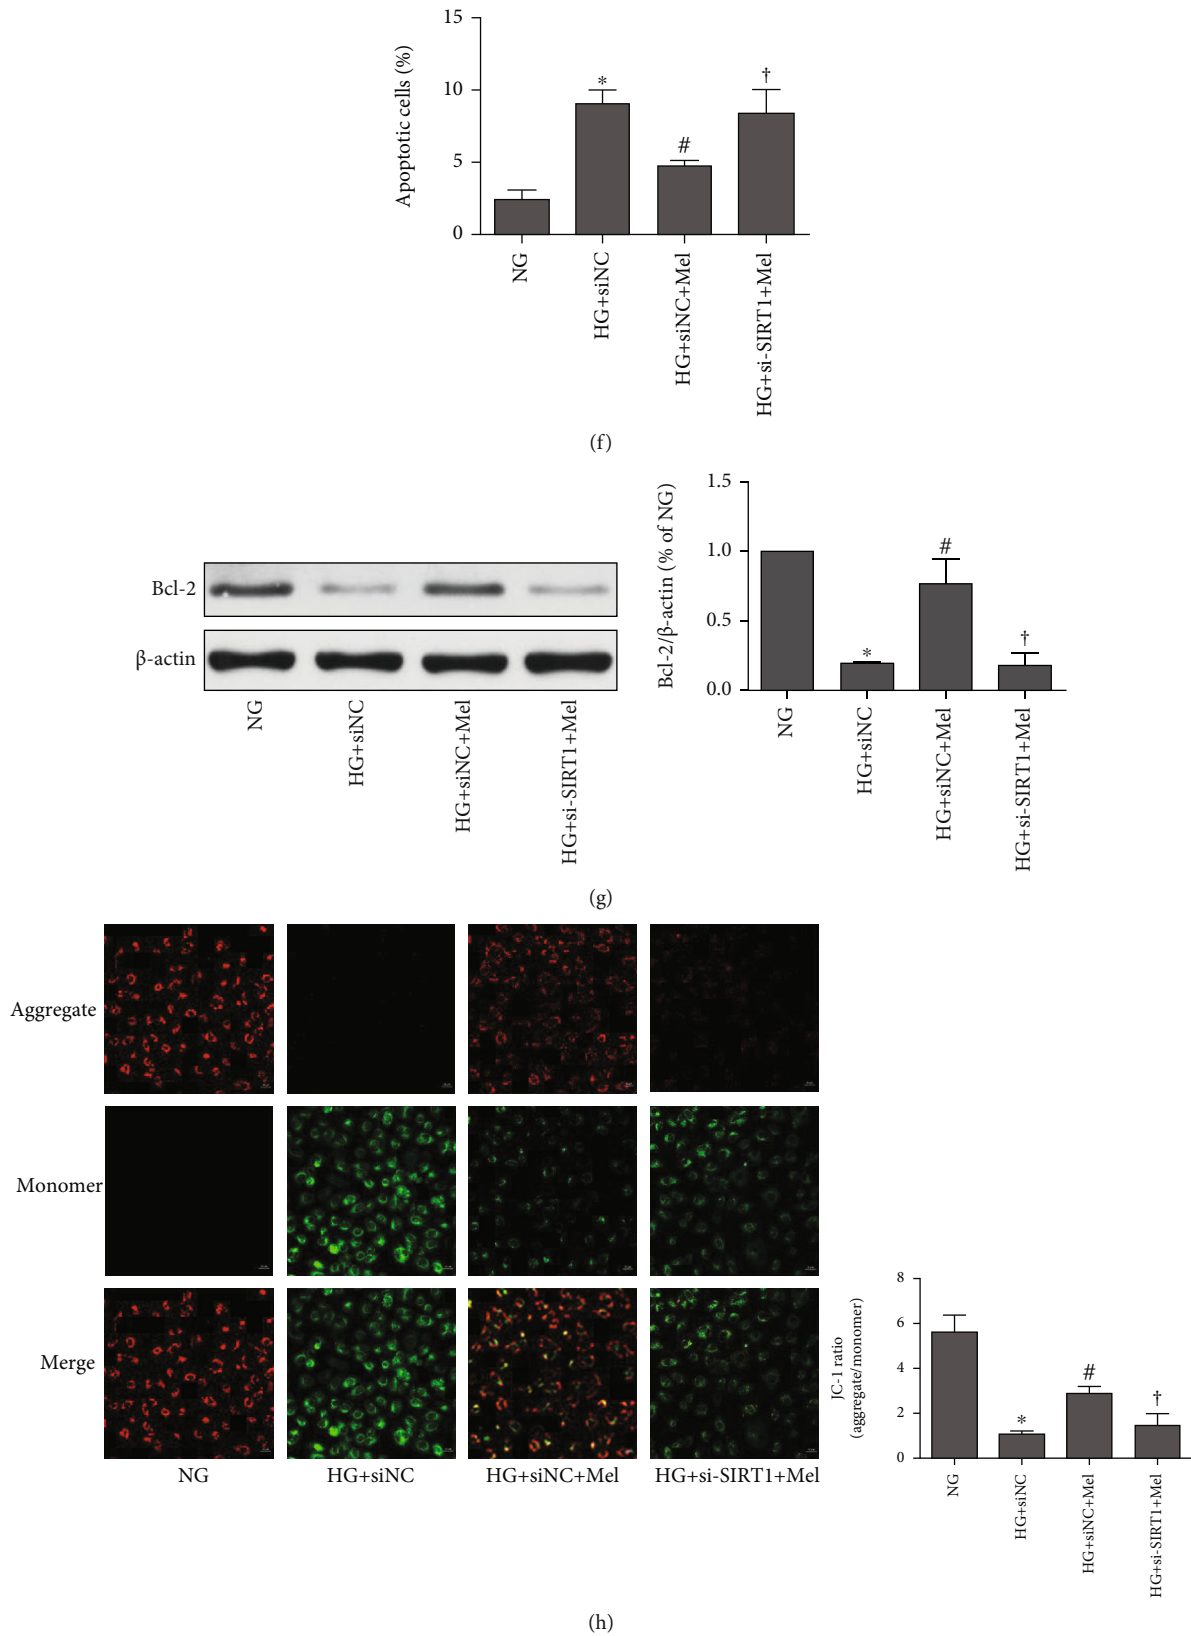 15
10
5
0
Apoptotic cells (%)
*
#
†
NG
HG+siNC
HG+siNC+Mel
HG+si-SIRT1+Mel
(f)
Bcl-2
β-actin
NG
HG+siNC
HG+siNC+Mel
HG+si-SIRT1+Mel
1.5
1.0
0.5
0.0
Bcl-2/β-actin (% of NG)
*
#
†
NG
HG+siNC
HG+siNC+Mel
HG+si-SIRT1+Mel
(g)
Aggregate
Monomer
Merge
NG
HG+siNC
HG+siNC+Mel
HG+si-SIRT1+Mel
8
6
4
2
0
JC-1 ratio
(aggregate/monomer)
*
#
†
NG
HG+siNC
HG+siNC+Mel
HG+si-SIRT1+Mel
(h)